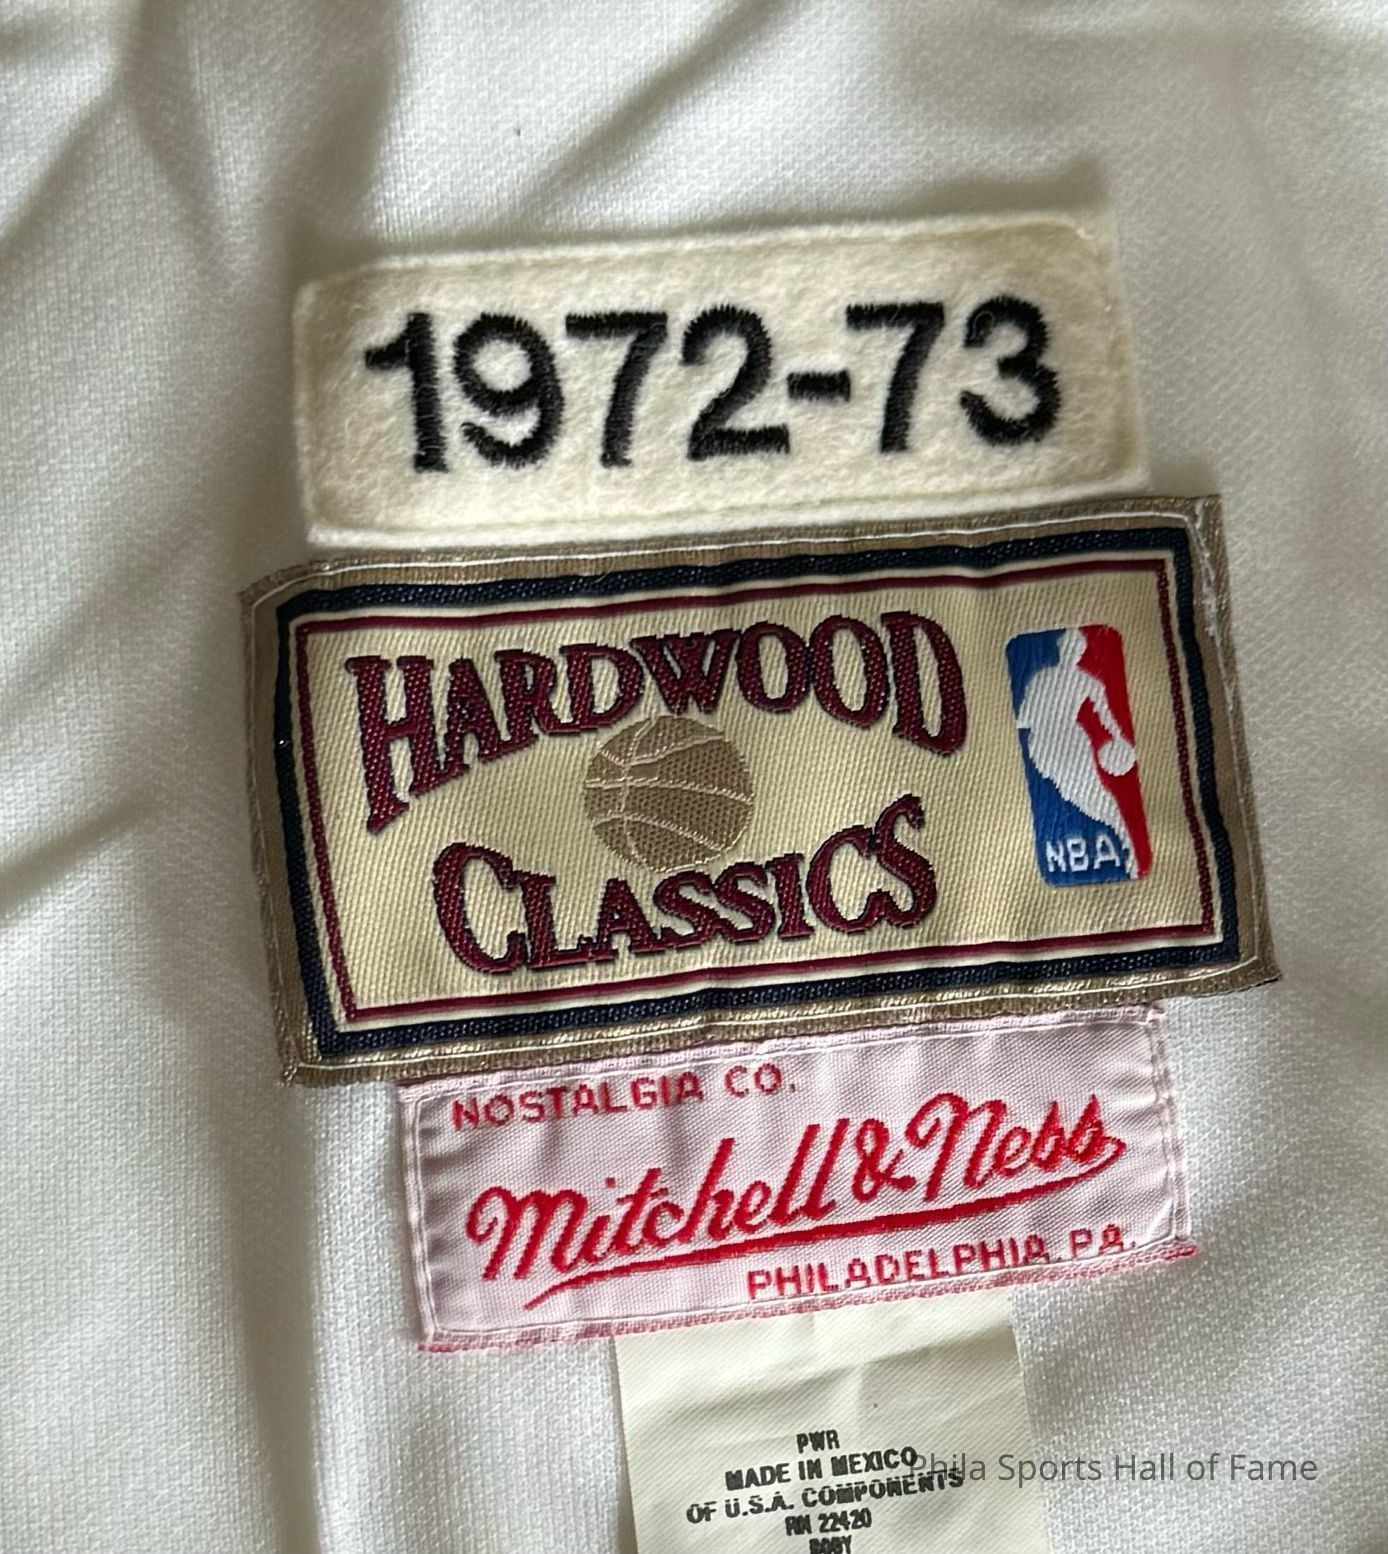 1972-73
HARDWOOD
CLASSICS
NBA
NOSTALGIA CO.
Mitchell & Ness
PHILADELPHIA, PA.
PWR
MADE IN MEXICO
OF U.S.A. COMPONENTS
RN 22420
BODY
Phila Sports Hall of Fame